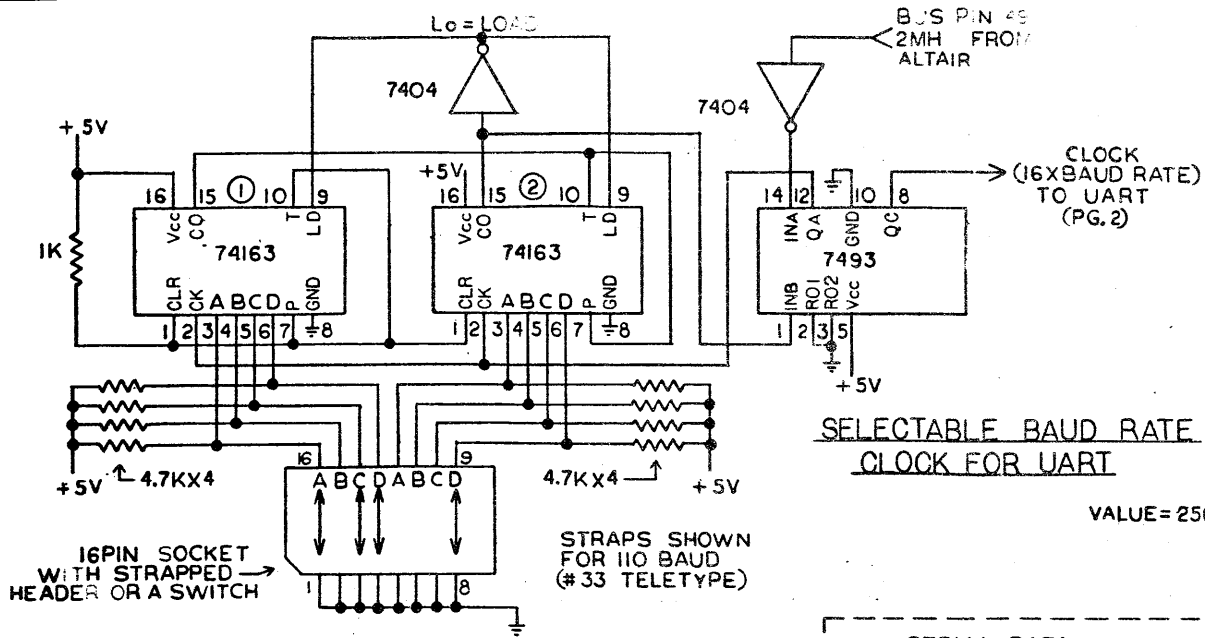 Lo = LOAD
BUS PIN 49
2MH FROM
ALTAIR
7404
7404
+5V
+5V
CLOCK
(16XBAUD RATE)
TO UART
(PG. 2)
16 15 ① 10 9
16 15 ② 10 9
14 12 10 8
Vcc CO T LD
Vcc CO T LD
INA QA GND QC
1K
74163
74163
7493
CLR CK A B C D P GND
CLR CK A B C D P GND
INB RO1 RO2 Vcc
1 2 3 4 5 6 7 8
1 2 3 4 5 6 7 8
1 2 3 5
+5V
+5V
4.7KX4
4.7KX4
+5V
16 9
A B C D A B C D
1 8
16PIN SOCKET
WITH STRAPPED
HEADER OR A SWITCH
STRAPS SHOWN
FOR 110 BAUD
(#33 TELETYPE)
SELECTABLE BAUD RATE
CLOCK FOR UART
VALUE=256